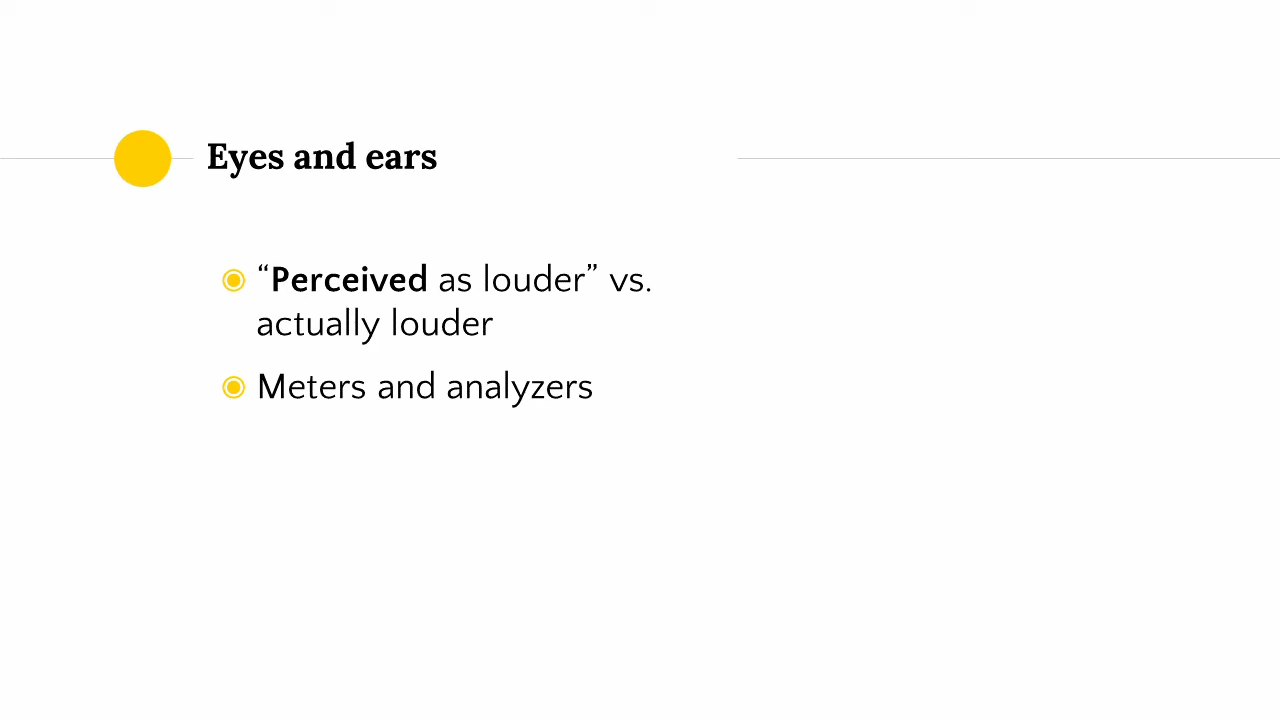 Eyes and ears
“Perceived as louder” vs.
actually louder
Meters and analyzers